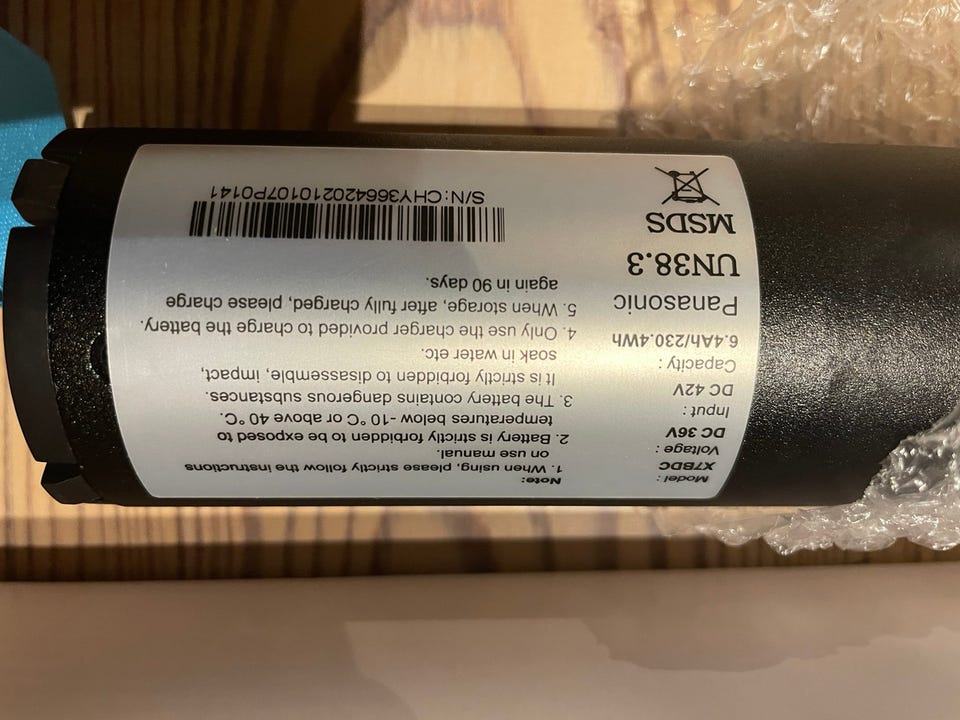 Model :
X7BDC
Voltage :
DC 36V
Input :
DC 42V
Capacity :
6.4Ah/230.4Wh
Panasonic
UN38.3
MSDS
Note:
1. When using, please strictly follow the instructions
on use manual.
2. Battery is strictly forbidden to be exposed to
temperatures below -10 °C or above 40 °C.
3. The battery contains dangerous substances.
It is strictly forbidden to disassemble, impact,
soak in water etc
4. Only use the charger provided to charge the battery.
5. When storage, after fully charged, please charge
again in 90 days.
S/N:CHY366420210107P0141